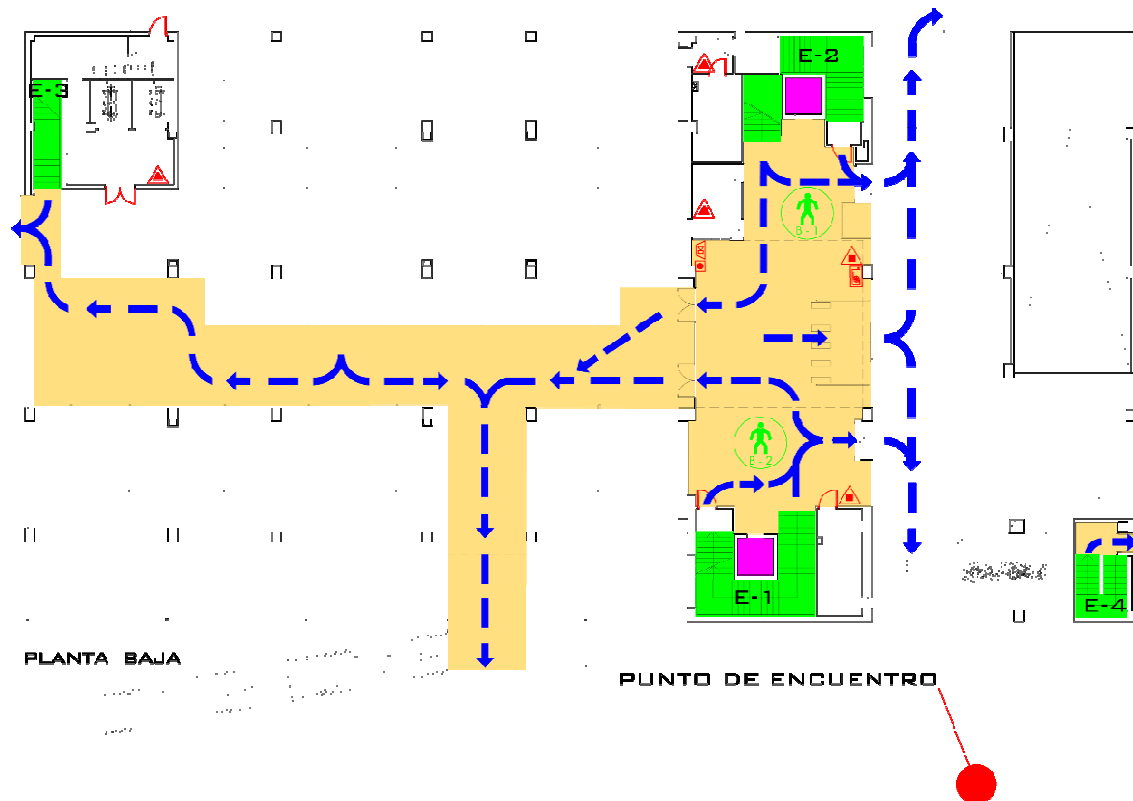 E-2
E-3
B-1
E-2
E-1
E-4
PLANTA BAJA
PUNTO DE ENCUENTRO